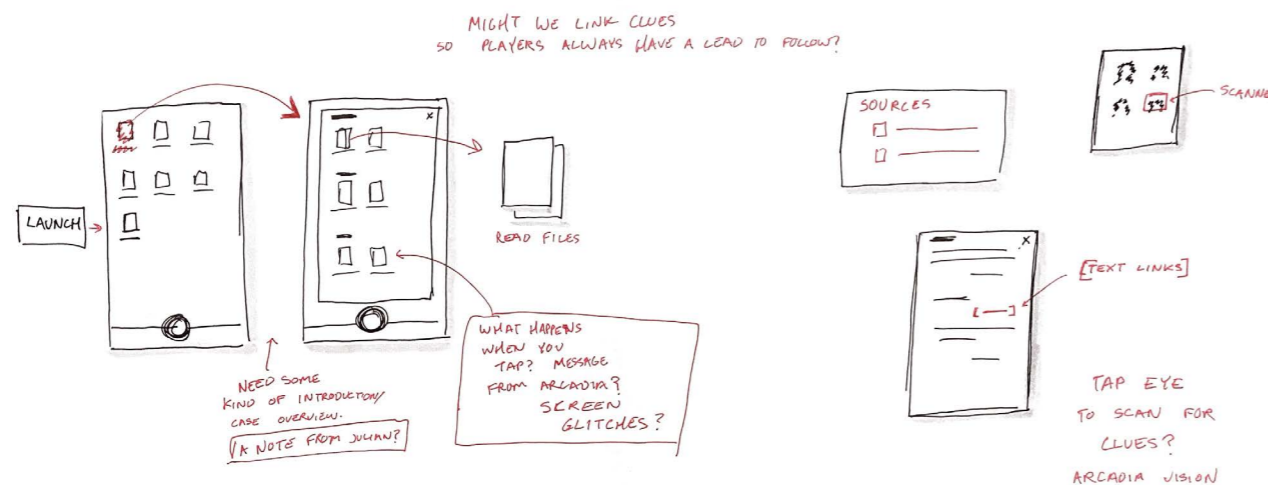 MIGHT WE LINK CLUES
SO PLAYERS ALWAYS HAVE A LEAD TO FOLLOW?
LAUNCH
READ FILES
NEED SOME
KIND OF INTRODUCTION/
CASE OVERVIEW.
A NOTE FROM JULIAN?
WHAT HAPPENS
WHEN YOU
TAP? MESSAGE
FROM ARCADIA?
SCREEN
GLITCHES?
SOURCES
SCANNE
[TEXT LINKS]
TAP EYE
TO SCAN FOR
CLUES?
ARCADIA VISION